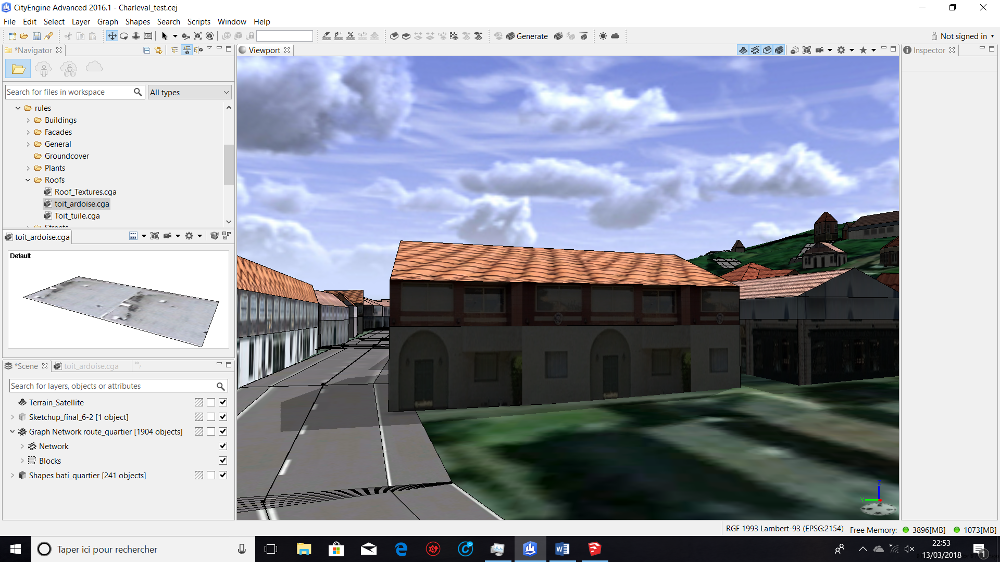 CityEngine Advanced 2016.1 - Charleval_test.cej
File Edit Select Layer Graph Shapes Search Scripts Window Help
Generate
Not signed in
*Navigator
Viewport
Inspector
Search for files in workspace
All types
rules
Buildings
Facades
General
Groundcover
Plants
Roofs
Roof_Textures.cga
toit_ardoise.cga
Toit_tuile.cga
Streets
toit_ardoise.cga
Default
*Scene
toit_ardoise.cga
»7
Search for layers, objects or attributes
Terrain_Satellite
Sketchup_final_6-2 [1 object]
Graph Network route_quartier [1904 objects]
Network
Blocks
Shapes bati_quartier [241 objects]
Z
Y
RGF 1993 Lambert-93 (EPSG:2154)
Free Memory: 3896[MB] 1073[MB]
Taper ici pour rechercher
22:53
13/03/2018
1